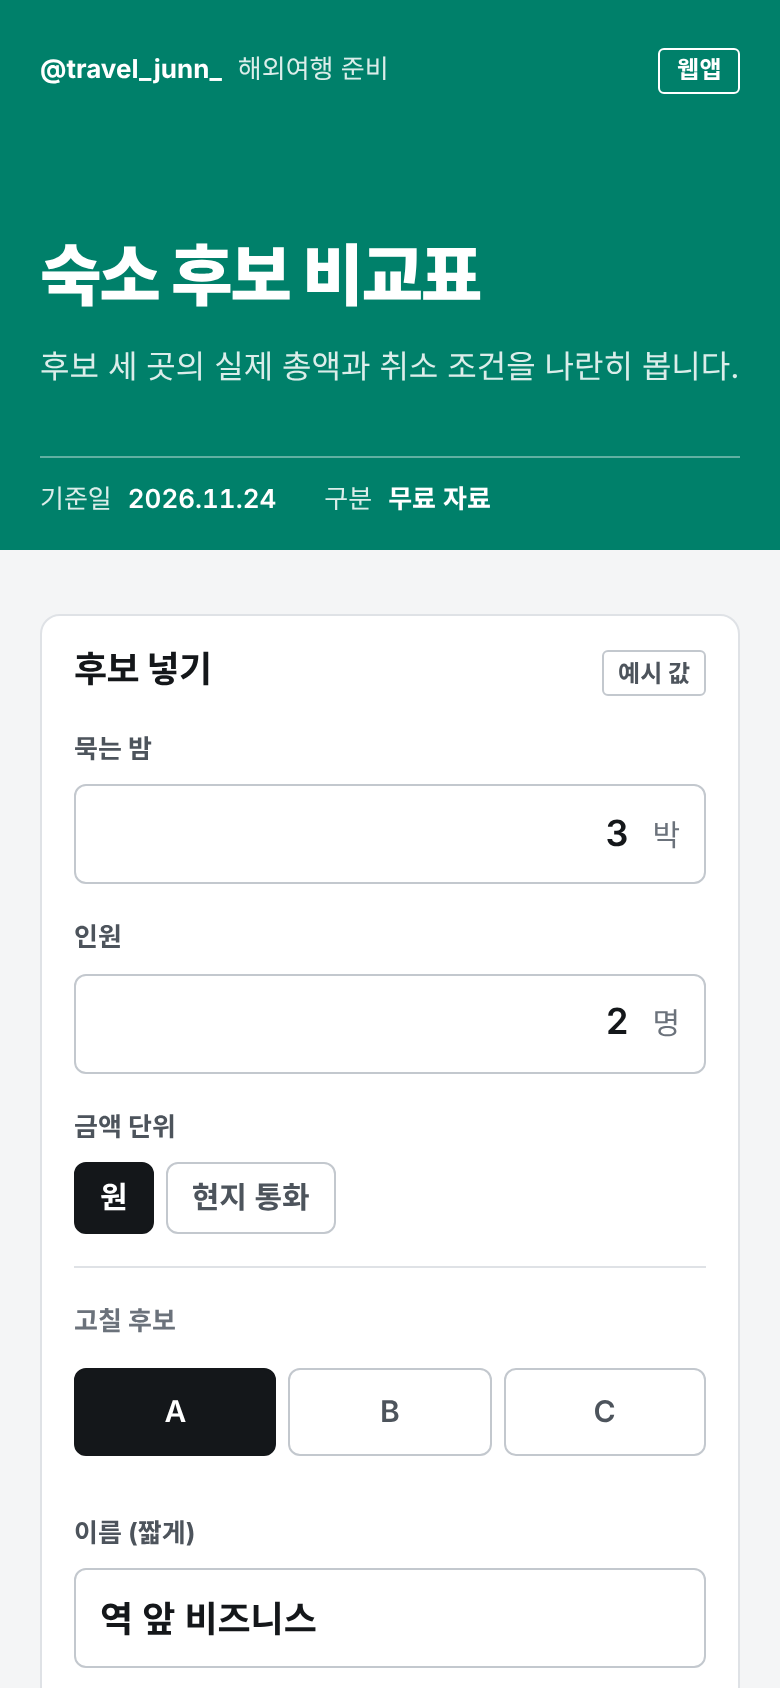 @travel_junn_ 해외여행 준비 웹앱
숙소 후보 비교표
후보 세 곳의 실제 총액과 취소 조건을 나란히 봅니다.
기준일 2026.11.24 구분 무료 자료
후보 넣기 예시 값
묵는 밤
3 박
인원
2 명
금액 단위
원 현지 통화
고칠 후보
A B C
이름 (짧게)
역 앞 비즈니스